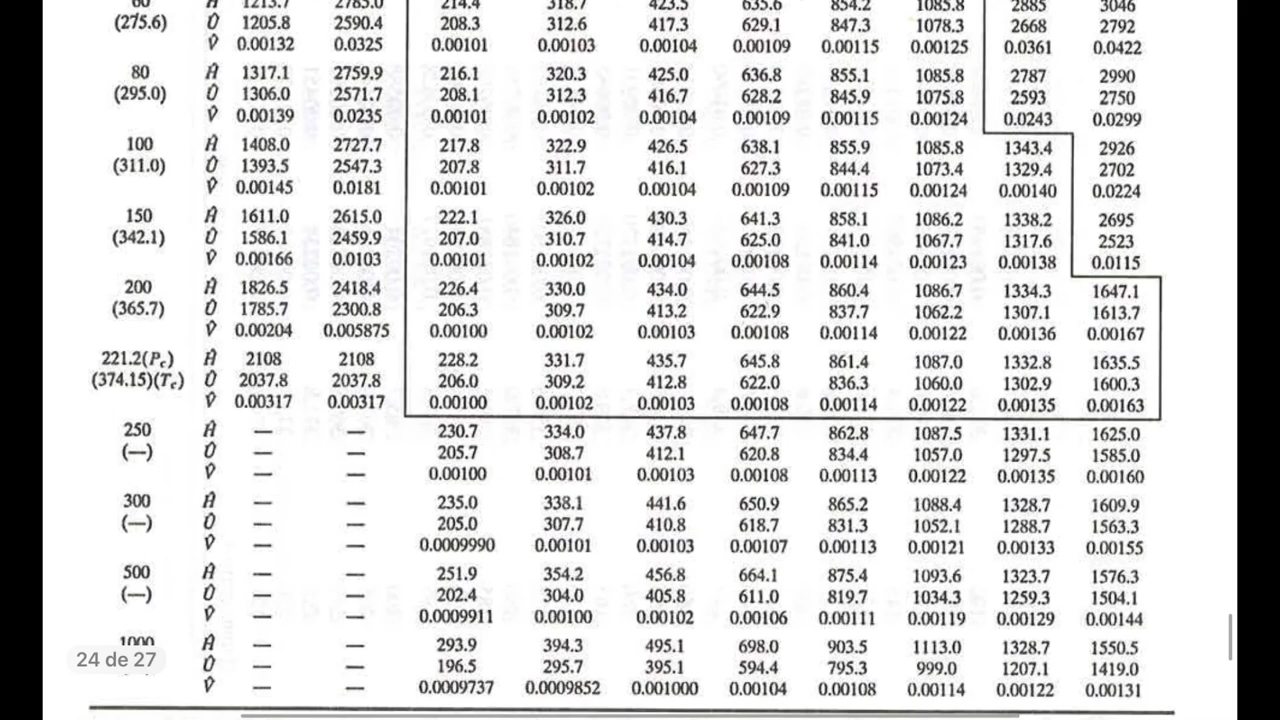 60 Ĥ 1213.7 2785.0 214.4 318.7 423.5 635.6 854.2 1085.8 2885 3046
(275.6) Û 1205.8 2590.4 208.3 312.6 417.3 629.1 847.3 1078.3 2668 2792
V̂ 0.00132 0.0325 0.00101 0.00103 0.00104 0.00109 0.00115 0.00125 0.0361 0.0422
80 Ĥ 1317.1 2759.9 216.1 320.3 425.0 636.8 855.1 1085.8 2787 2990
(295.0) Û 1306.0 2571.7 208.1 312.3 416.7 628.2 845.9 1075.8 2593 2750
V̂ 0.00139 0.0235 0.00101 0.00102 0.00104 0.00109 0.00115 0.00124 0.0243 0.0299
100 Ĥ 1408.0 2727.7 217.8 322.9 426.5 638.1 855.9 1085.8 1343.4 2926
(311.0) Û 1393.5 2547.3 207.8 311.7 416.1 627.3 844.4 1073.4 1329.4 2702
V̂ 0.00145 0.0181 0.00101 0.00102 0.00104 0.00109 0.00115 0.00124 0.00140 0.0224
150 Ĥ 1611.0 2615.0 222.1 326.0 430.3 641.3 858.1 1086.2 1338.2 2695
(342.1) Û 1586.1 2459.9 207.0 310.7 414.7 625.0 841.0 1067.7 1317.6 2523
V̂ 0.00166 0.0103 0.00101 0.00102 0.00104 0.00108 0.00114 0.00123 0.00138 0.0115
200 Ĥ 1826.5 2418.4 226.4 330.0 434.0 644.5 860.4 1086.7 1334.3 1647.1
(365.7) Û 1785.7 2300.8 206.3 309.7 413.2 622.9 837.7 1062.2 1307.1 1613.7
V̂ 0.00204 0.005875 0.00100 0.00102 0.00103 0.00108 0.00114 0.00122 0.00136 0.00167
221.2(Pc) Ĥ 2108 2108 228.2 331.7 435.7 645.8 861.4 1087.0 1332.8 1635.5
(374.15)(Tc) Û 2037.8 2037.8 206.0 309.2 412.8 622.0 836.3 1060.0 1302.9 1600.3
V̂ 0.00317 0.00317 0.00100 0.00102 0.00103 0.00108 0.00114 0.00122 0.00135 0.00163
250 Ĥ — — 230.7 334.0 437.8 647.7 862.8 1087.5 1331.1 1625.0
(—) Û — — 205.7 308.7 412.1 620.8 834.4 1057.0 1297.5 1585.0
V̂ — — 0.00100 0.00101 0.00103 0.00108 0.00113 0.00122 0.00135 0.00160
300 Ĥ — — 235.0 338.1 441.6 650.9 865.2 1088.4 1328.7 1609.9
(—) Û — — 205.0 307.7 410.8 618.7 831.3 1052.1 1288.7 1563.3
V̂ — — 0.0009990 0.00101 0.00103 0.00107 0.00113 0.00121 0.00133 0.00155
500 Ĥ — — 251.9 354.2 456.8 664.1 875.4 1093.6 1323.7 1576.3
(—) Û — — 202.4 304.0 405.8 611.0 819.7 1034.3 1259.3 1504.1
V̂ — — 0.0009911 0.00100 0.00102 0.00106 0.00111 0.00119 0.00129 0.00144
1000 Ĥ — — 293.9 394.3 495.1 698.0 903.5 1113.0 1328.7 1550.5
24 de 27 Û — — 196.5 295.7 395.1 594.4 795.3 999.0 1207.1 1419.0
V̂ — — 0.0009737 0.0009852 0.001000 0.00104 0.00108 0.00114 0.00122 0.00131